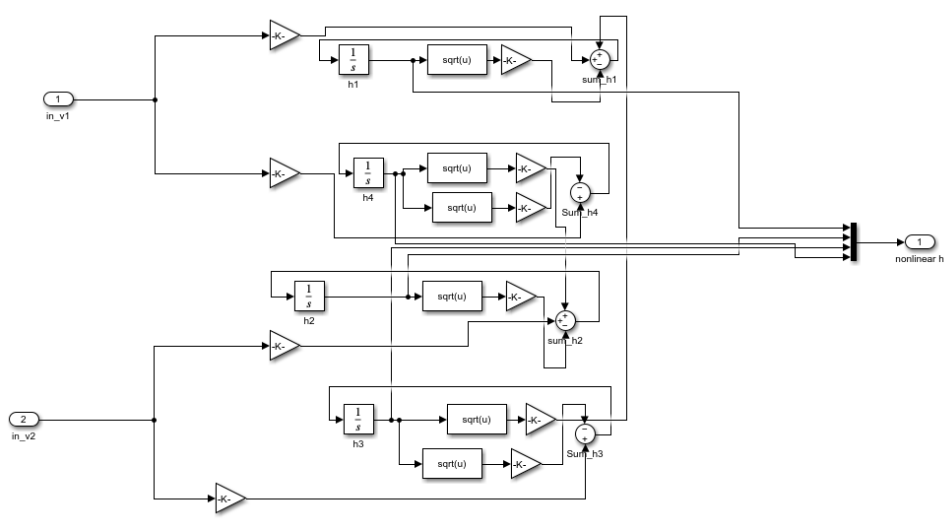 -K-
1
s
h1
sqrt(u)
-K-
+
+
−
sum_h1
1
in_v1
-K-
1
s
h4
sqrt(u)
-K-
sqrt(u)
-K-
−
+
Sum_h4
1
nonlinear h
1
s
h2
sqrt(u)
-K-
+
+
−
sum_h2
-K-
2
in_v2
1
s
h3
sqrt(u)
-K-
sqrt(u)
-K-
−
+
Sum_h3
-K-